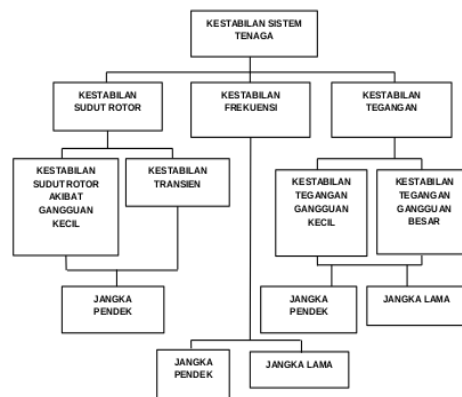 KESTABILAN SISTEM
TENAGA
KESTABILAN
SUDUT ROTOR
KESTABILAN
FREKUENSI
KESTABILAN
TEGANGAN
KESTABILAN
SUDUT ROTOR
AKIBAT
GANGGUAN
KECIL
KESTABILAN
TRANSIEN
KESTABILAN
TEGANGAN
GANGGUAN
KECIL
KESTABILAN
TEGANGAN
GANGGUAN
BESAR
JANGKA
PENDEK
JANGKA
PENDEK
JANGKA LAMA
JANGKA
PENDEK
JANGKA LAMA